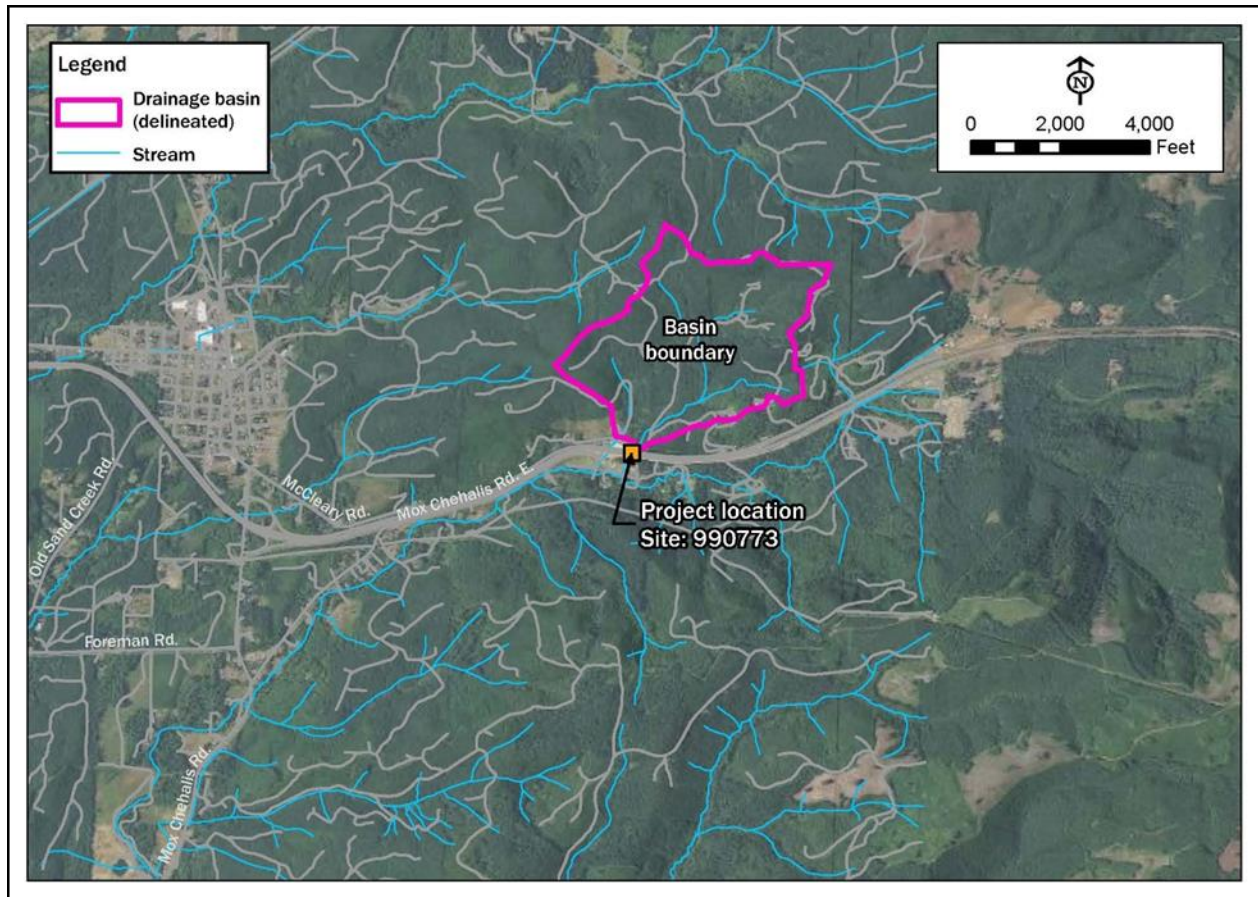 Legend
Drainage basin
(delineated)
Stream
N
0 2,000 4,000
Feet
Basin
boundary
Project location
Site: 990773
Old Sand Creek Rd.
McCleary Rd.
Mox Chehalis Rd. E.
Foreman Rd.
Mox Chehalis Rd.